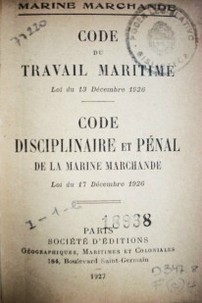 MARINE MARCHANDE
77220
CODE
DU
TRAVAIL MARITIME
Loi du 13 Décembre 1926
CODE
DISCIPLINAIRE ET PÉNAL
DE LA MARINE MARCHANDE
Loi du 17 Décembre 1926
PARIS
SOCIÉTÉ D'ÉDITIONS
GÉOGRAPHIQUES, MARITIMES ET COLONIALES
184, Boulevard Saint-Germain
1927